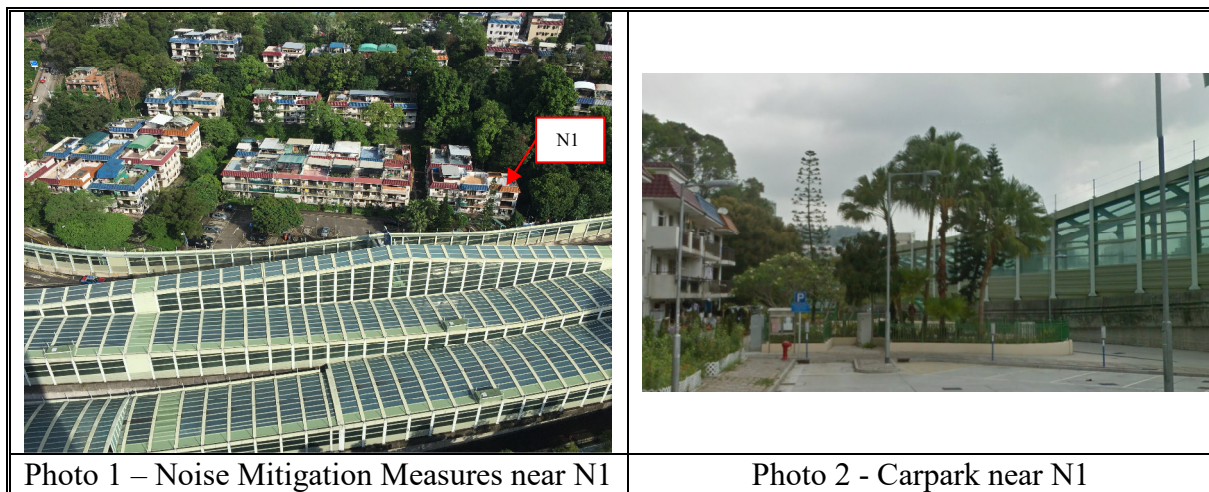 N1
P
Photo 1 – Noise Mitigation Measures near N1
Photo 2 - Carpark near N1